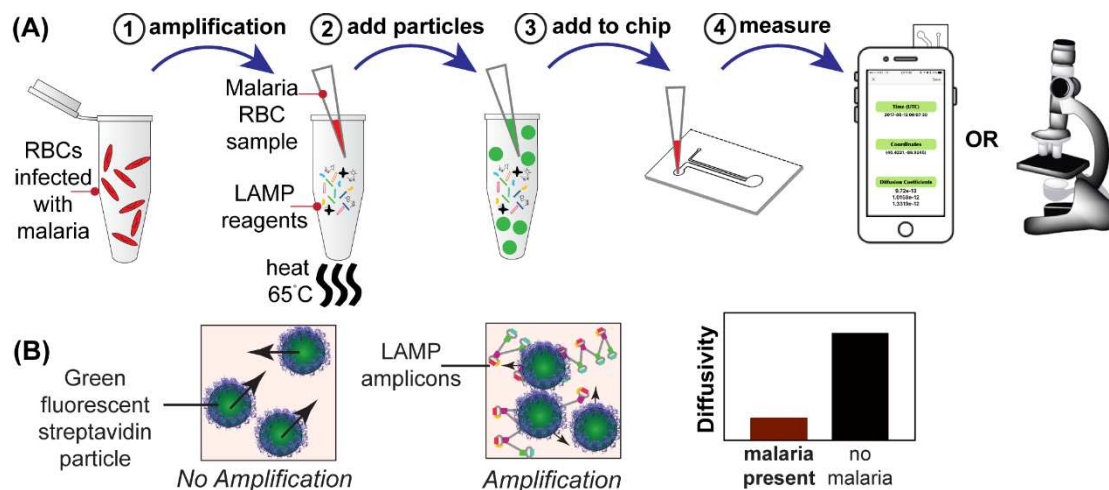 (A)
1 amplification
2 add particles
3 add to chip
4 measure
RBCs
infected
with
malaria
Malaria
RBC
sample
LAMP
reagents
heat
65°C
Time (UTC)
Coordinates
Diffusion Coefficients
OR
(B)
Green
fluorescent
streptavidin
particle
No Amplification
LAMP
amplicons
Amplification
Diffusivity
malaria
present
no
malaria